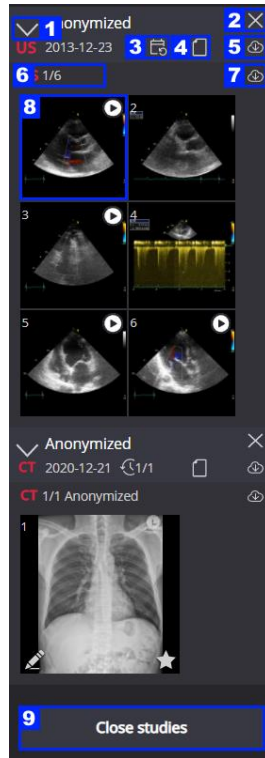 1 nonymized 2
US 2013-12-23 3 4 5
6 S 1/6 7
8 2
3 4
5 6
Anonymized
CT 2020-12-21 1/1
CT 1/1 Anonymized
1
9 Close studies